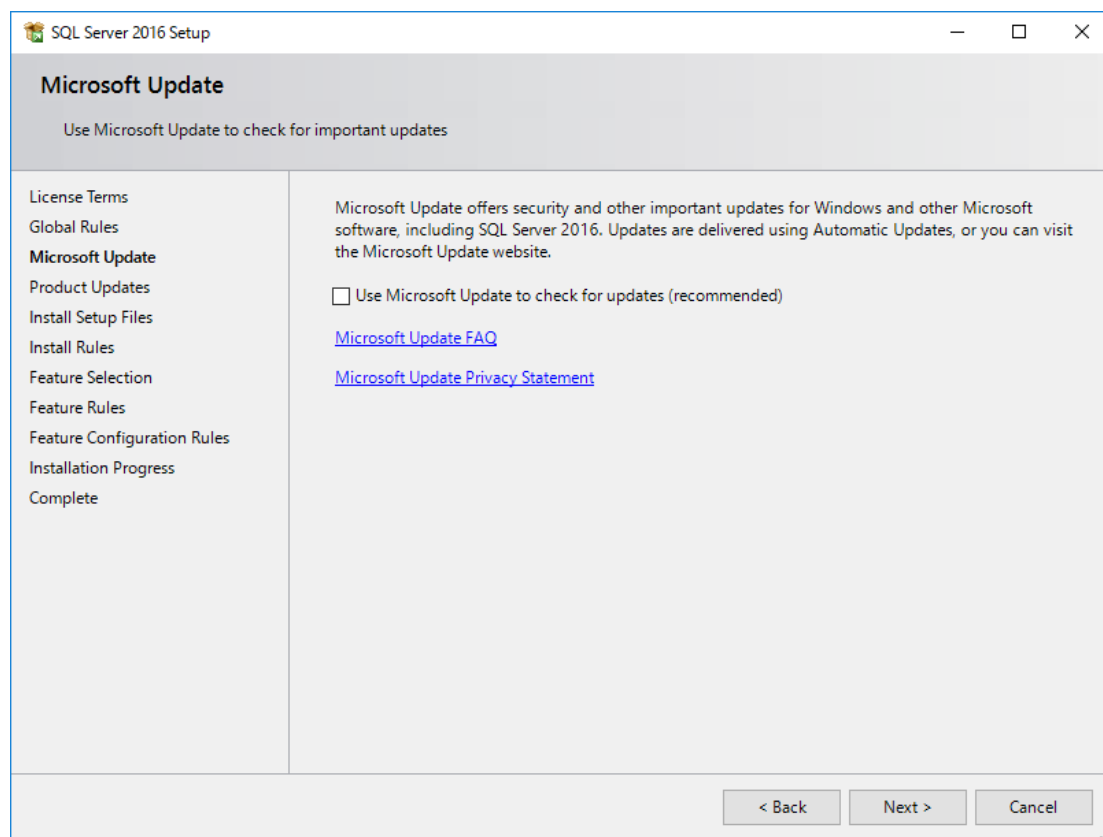 SQL Server 2016 Setup
Microsoft Update
Use Microsoft Update to check for important updates
License Terms
Global Rules
Microsoft Update
Product Updates
Install Setup Files
Install Rules
Feature Selection
Feature Rules
Feature Configuration Rules
Installation Progress
Complete
Microsoft Update offers security and other important updates for Windows and other Microsoft
software, including SQL Server 2016. Updates are delivered using Automatic Updates, or you can visit
the Microsoft Update website.
Use Microsoft Update to check for updates (recommended)
Microsoft Update FAQ
Microsoft Update Privacy Statement
< Back Next > Cancel